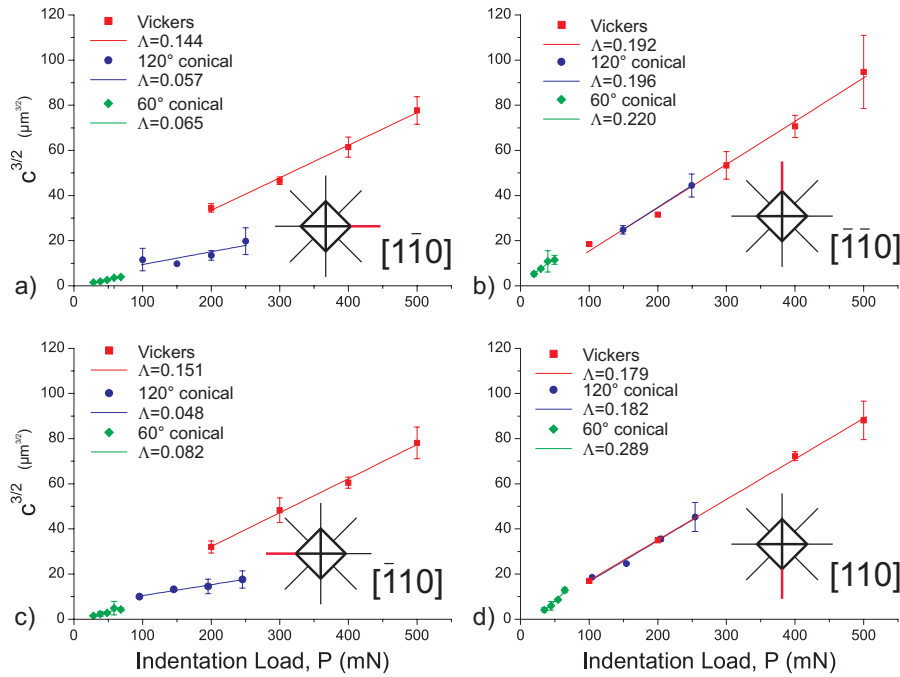 Vickers
Λ=0.144
120° conical
Λ=0.057
60° conical
Λ=0.065
120
100
80
60
40
20
0
c^3/2 (μm^3/2)
100 200 300 400 500
[11̄0]
a)
Vickers
Λ=0.192
120° conical
Λ=0.196
60° conical
Λ=0.220
120
100
80
60
40
20
0
0 100 200 300 400 500
[1̄1̄0]
b)
Vickers
Λ=0.151
120° conical
Λ=0.048
60° conical
Λ=0.082
120
100
80
60
40
20
0
c^3/2 (μm^3/2)
0 100 200 300 400 500
[1̄10]
c)
Indentation Load, P (mN)
Vickers
Λ=0.179
120° conical
Λ=0.182
60° conical
Λ=0.289
120
100
80
60
40
20
0
0 100 200 300 400 500
[110]
d)
Indentation Load, P (mN)